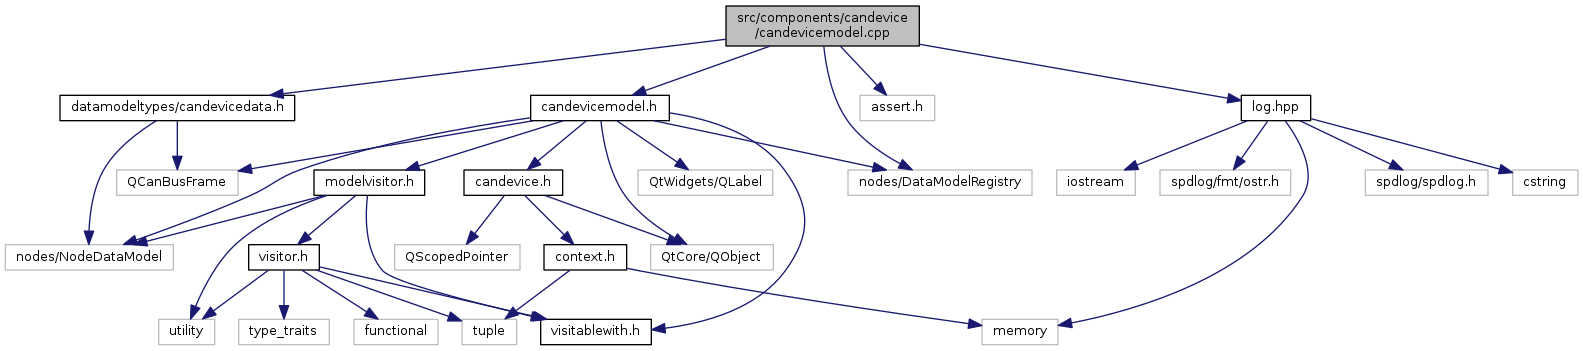 src/components/candevice
/candevicemodel.cpp
datamodeltypes/candevicedata.h
candevicemodel.h
assert.h
log.hpp
QCanBusFrame
modelvisitor.h
candevice.h
QtWidgets/QLabel
nodes/DataModelRegistry
iostream
spdlog/fmt/ostr.h
spdlog/spdlog.h
cstring
nodes/NodeDataModel
visitor.h
QScopedPointer
context.h
QtCore/QObject
utility
type_traits
functional
tuple
visitablewith.h
memory